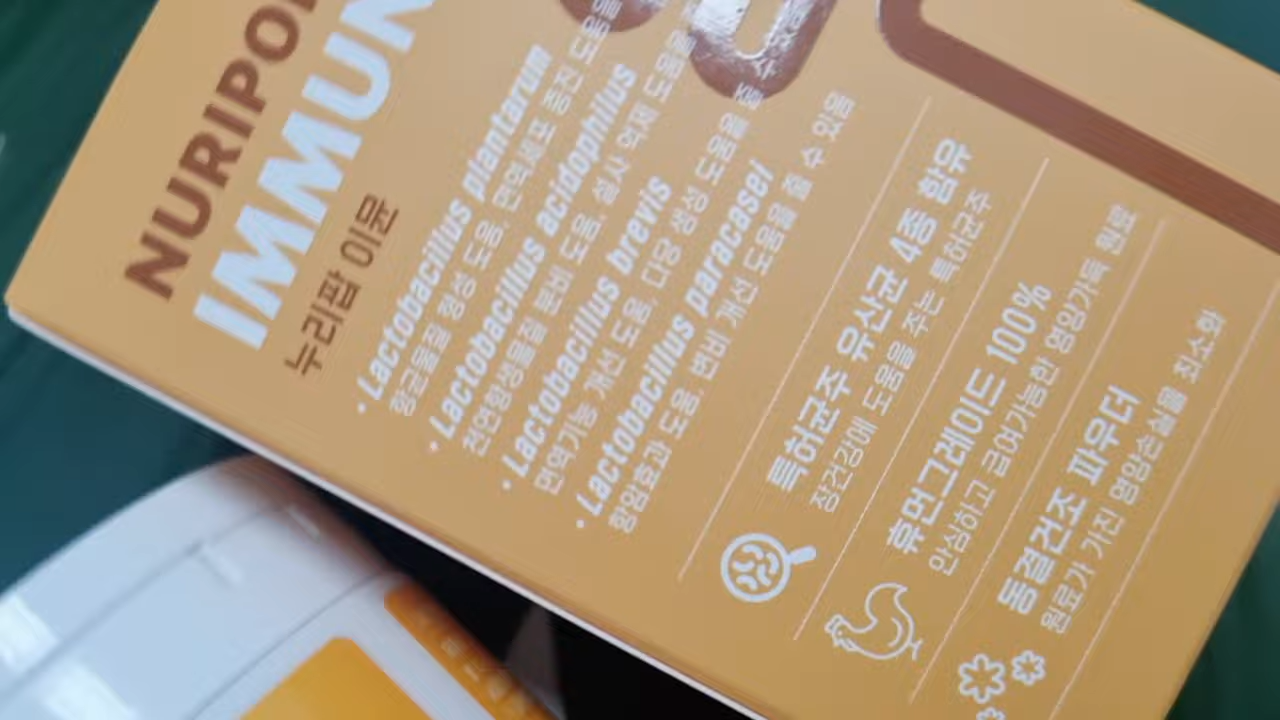 NURIPO
IMMUN
누리팝 이뮨
· Lactobacillus plantarum
항균물질 형성 도움, 면역세포 증진 도움을
· Lactobacillus acidophilus
천연항생물질 분비 도움, 설사 억제 도움을
· Lactobacillus brevis
면역기능 개선 도움, 다당 생성 도움을 줄 수
· Lactobacillus paracasei
항암효과 도움, 변비 개선 도움을 줄 수 있음
특허균주 유산균 4종 함유
장건강에 도움을 주는 특허균주
휴먼그레이드 100%
안심하고 급여가능한 영양가득 원료
동결건조 파우더
원료가 가진 영양손실을 최소화